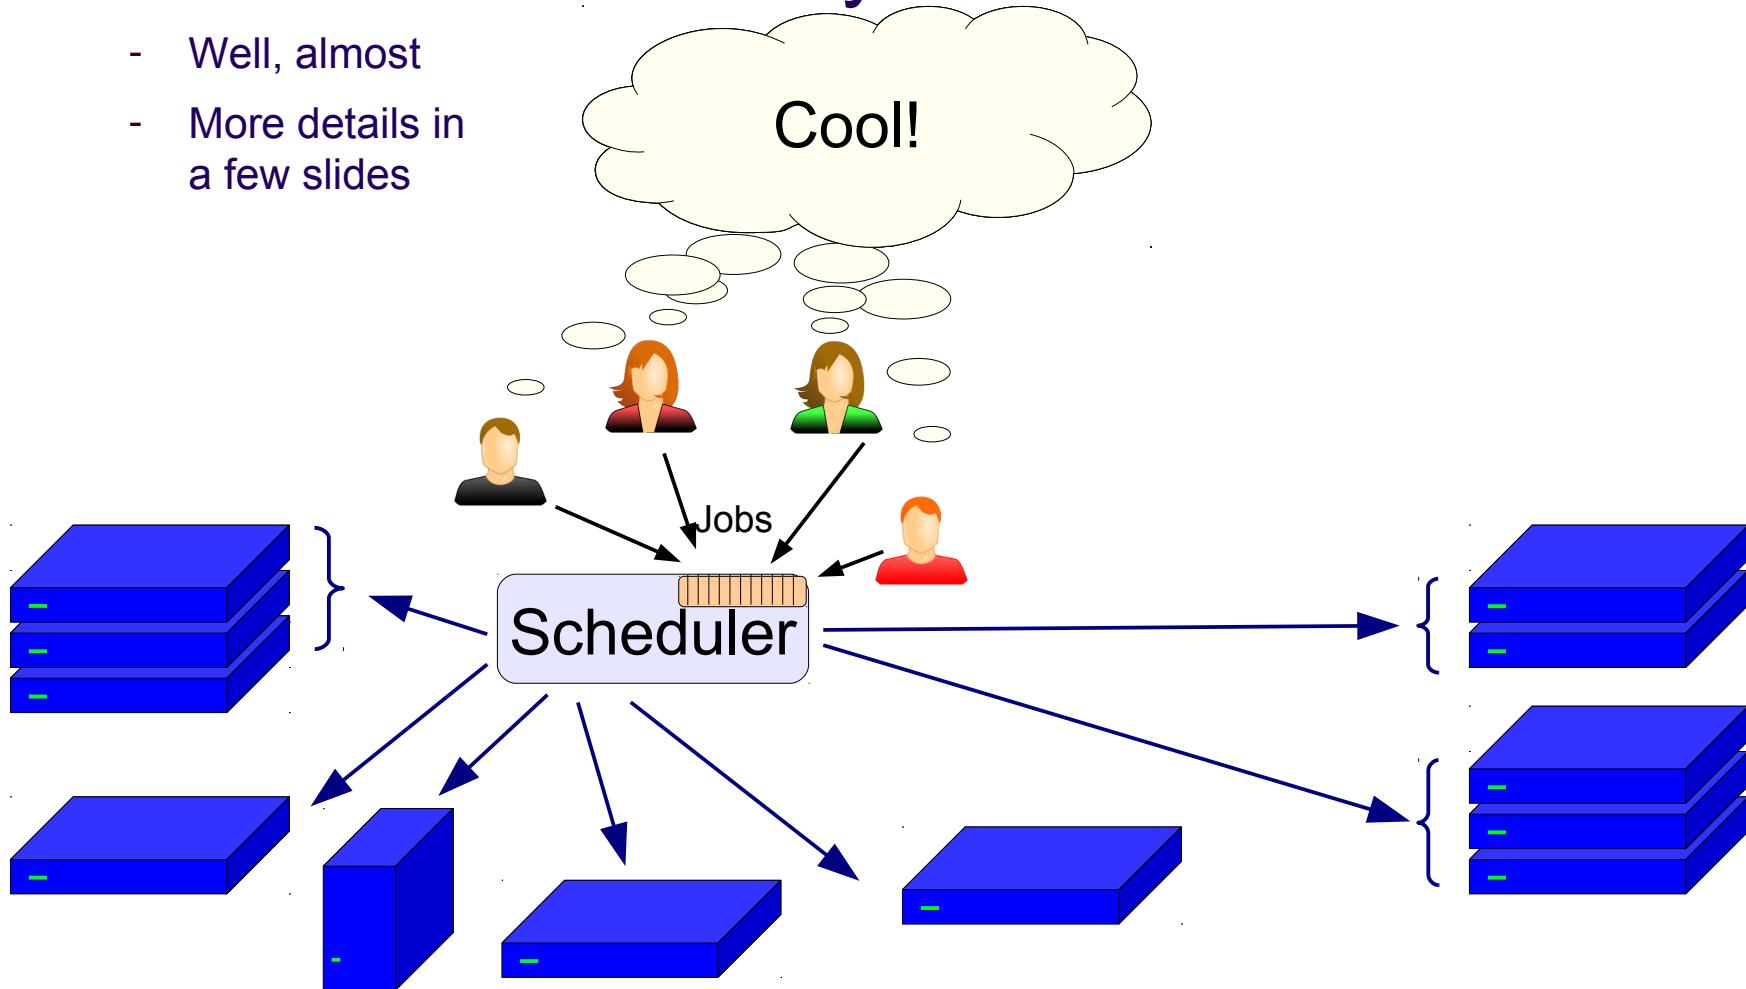 - Well, almost
- More details in
a few slides
Cool!
Jobs
Scheduler